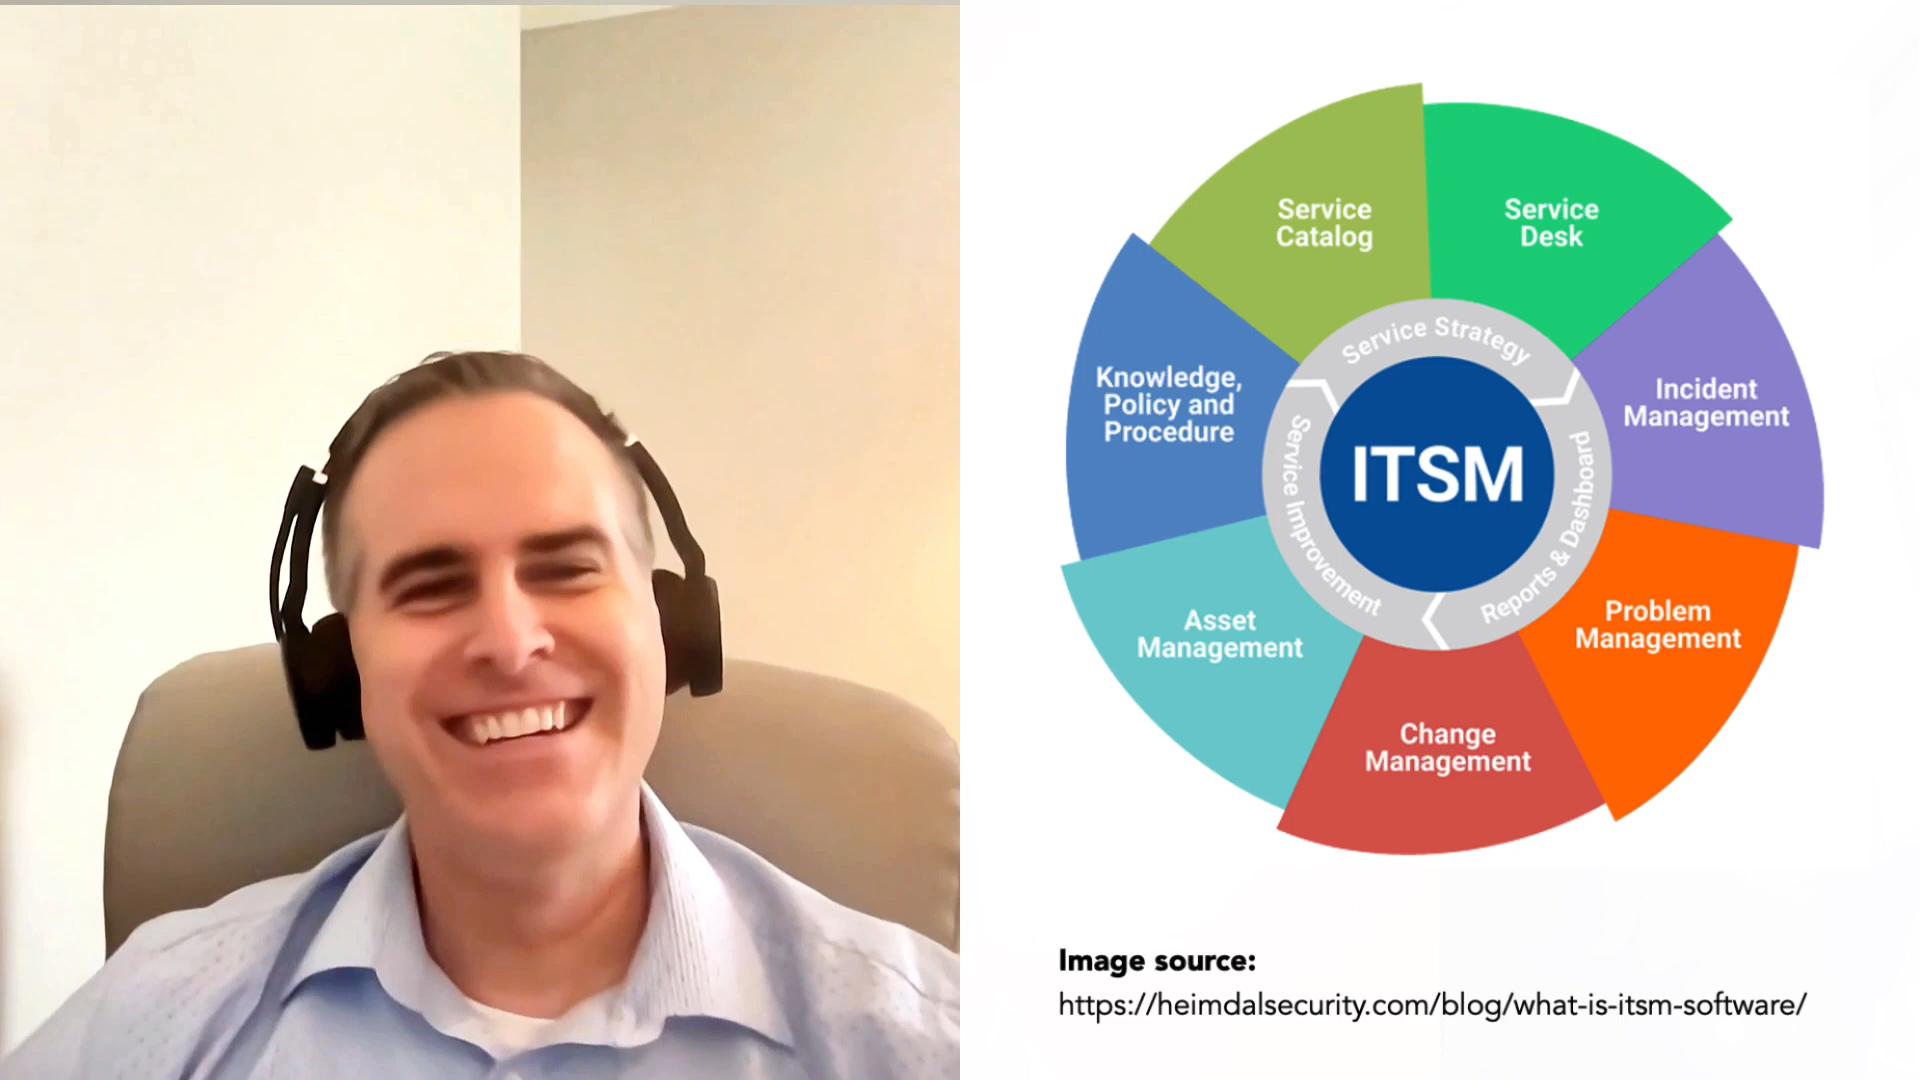 Service
Catalog
Service
Desk
Incident
Management
Problem
Management
Change
Management
Asset
Management
Knowledge,
Policy and
Procedure
Service Strategy
Reports & Dashboard
Service Improvement
ITSM
Image source:
https://heimdalsecurity.com/blog/what-is-itsm-software/